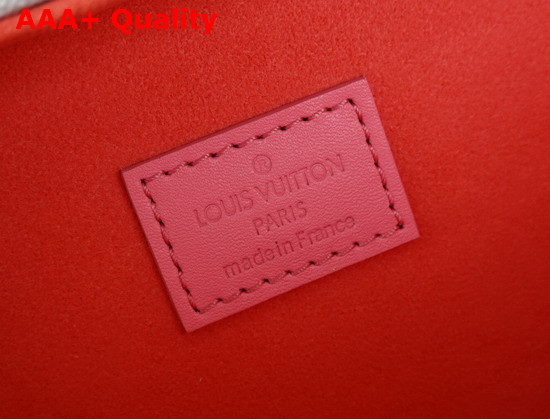 AAA+ Quality
®
LOUIS VUITTON
PARIS
made in France